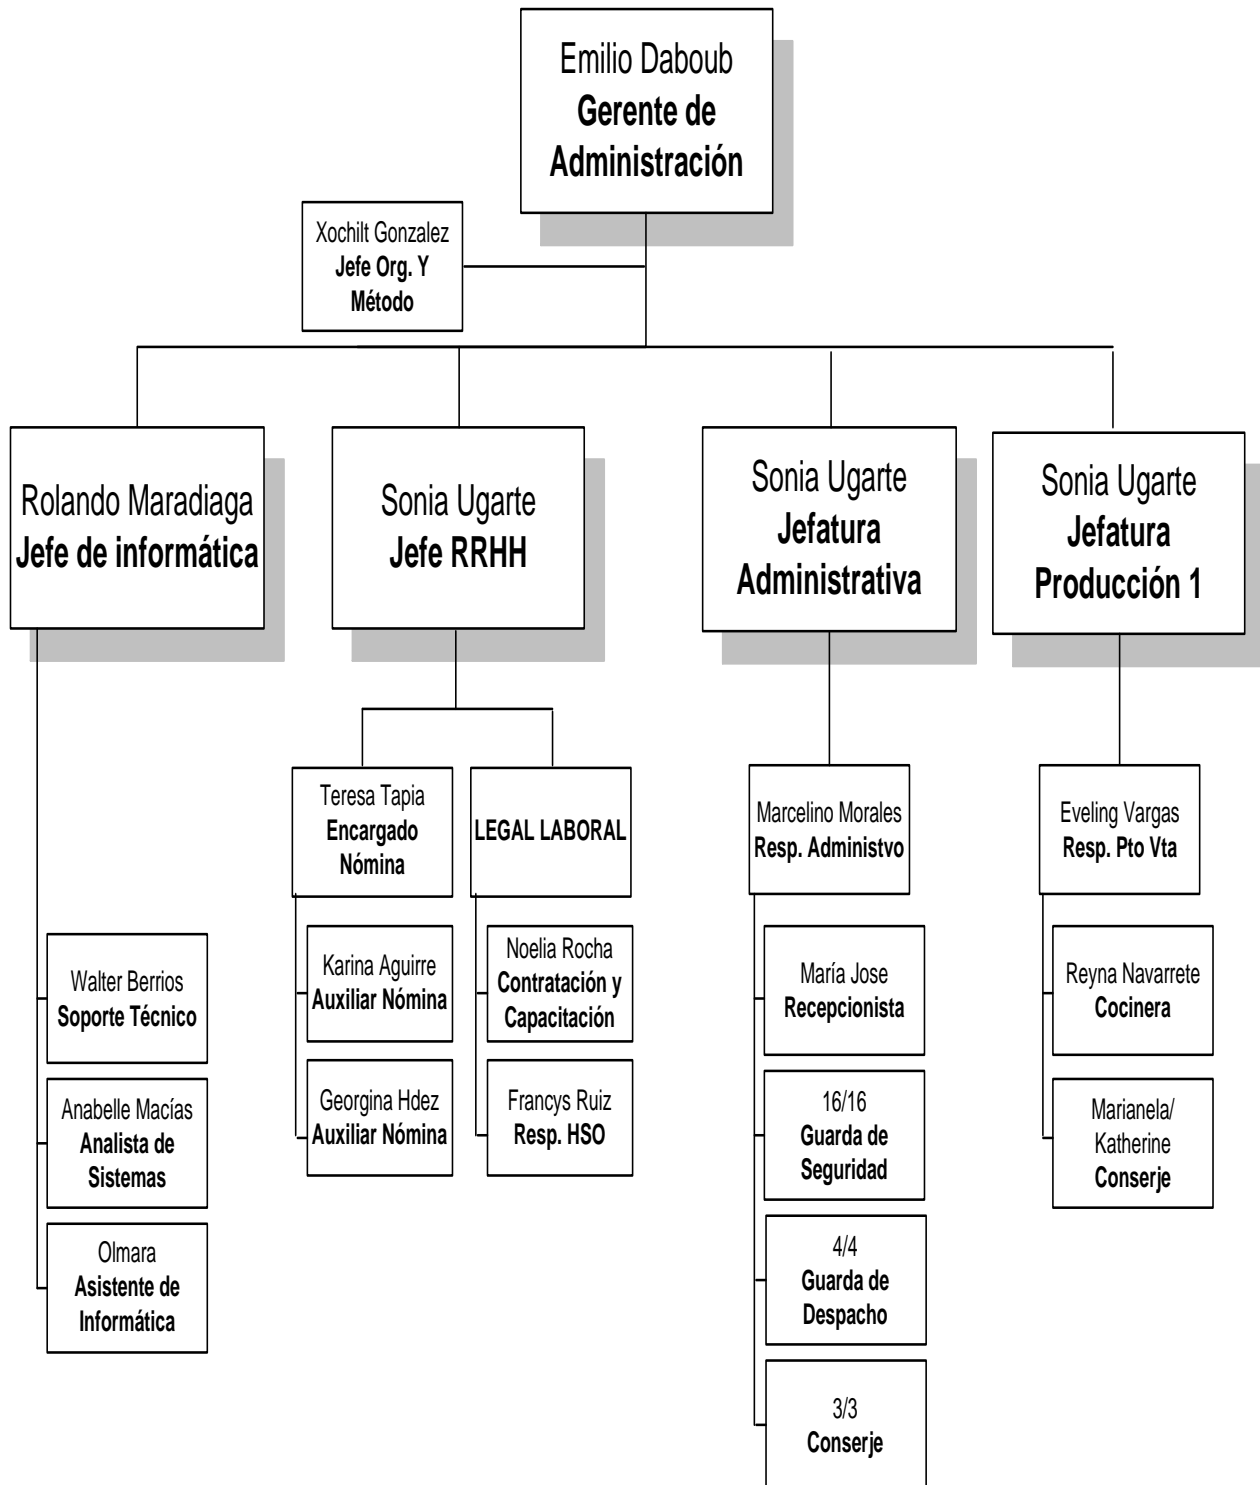 Emilio Daboub
Gerente de
Administración
Xochilt Gonzalez
Jefe Org. Y
Método
Rolando Maradiaga
Jefe de informática
Sonia Ugarte
Jefe RRHH
Sonia Ugarte
Jefatura
Administrativa
Sonia Ugarte
Jefatura
Producción 1
Walter Berrios
Soporte Técnico
Anabelle Macías
Analista de
Sistemas
Olmara
Asistente de
Informática
Teresa Tapia
Encargado
Nómina
Karina Aguirre
Auxiliar Nómina
Georgina Hdez
Auxiliar Nómina
LEGAL LABORAL
Noelia Rocha
Contratación y
Capacitación
Francys Ruiz
Resp. HSO
Marcelino Morales
Resp. Administvo
María Jose
Recepcionista
16/16
Guarda de
Seguridad
4/4
Guarda de
Despacho
3/3
Conserje
Eveling Vargas
Resp. Pto Vta
Reyna Navarrete
Cocinera
Marianela/
Katherine
Conserje